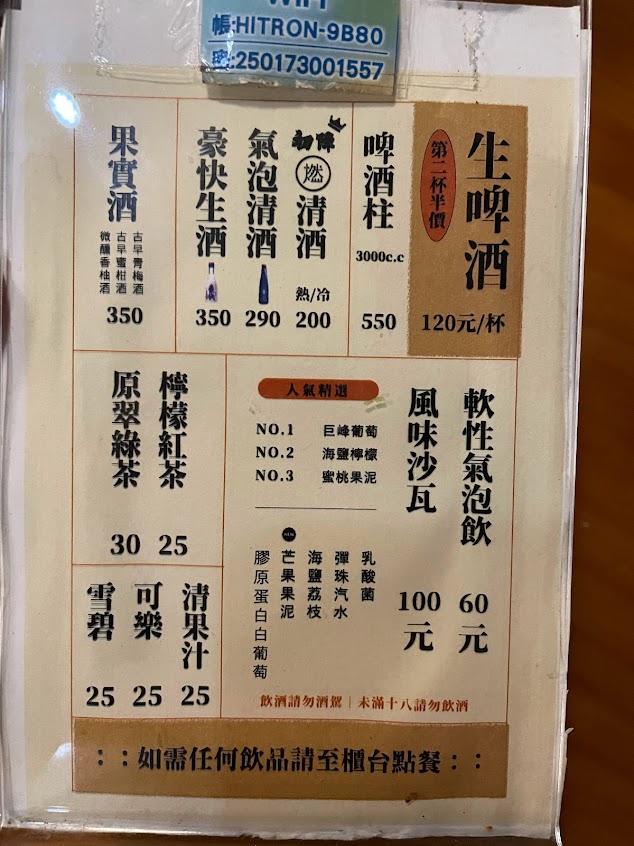 WiFi
帳:HITRON-9B80
密:250173001557
生啤酒
第二杯半價
120元/杯
啤酒柱
3000c.c
550
初陣
燃
清酒
熱/冷
200
氣泡清酒
290
豪快生酒
350
果實酒
古早青梅酒
古早蜜柑酒
微醺香柚酒
350
軟性氣泡飲
60元
風味沙瓦
100元
人氣精選
NO.1 巨峰葡萄
NO.2 海鹽檸檬
NO.3 蜜桃果泥
乳酸菌
彈珠汽水
海鹽荔枝
NEW
芒果果泥
膠原蛋白白葡萄
飲酒請勿酒駕｜未滿十八請勿飲酒
檸檬紅茶
25
原翠綠茶
30
清果汁
25
可樂
25
雪碧
25
::如需任何飲品請至櫃台點餐::